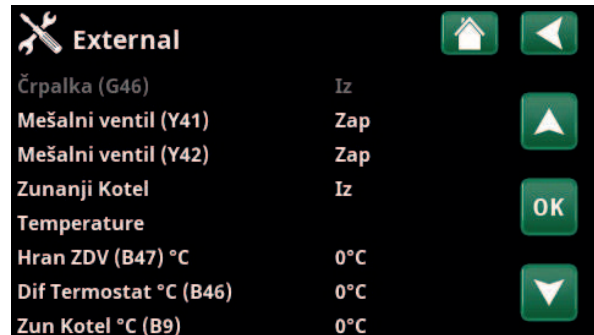 External
Črpalka (G46) Iz
Mešalni ventil (Y41) Zap
Mešalni ventil (Y42) Zap
Zunanji Kotel Iz
Temperature
Hran ZDV (B47) °C 0°C
Dif Termostat °C (B46) 0°C
Zun Kotel °C (B9) 0°C
OK